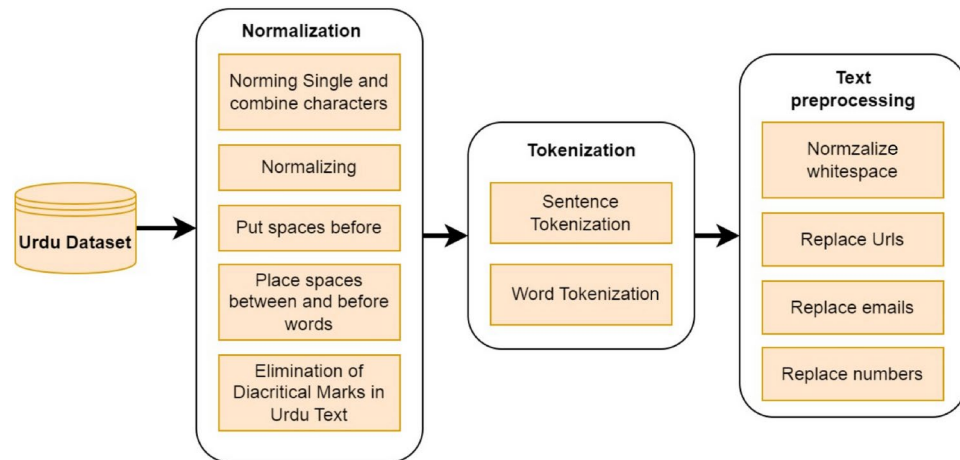 Urdu Dataset
Normalization
Norming Single and
combine characters
Normalizing
Put spaces before
Place spaces
between and before
words
Elimination of
Diacritical Marks in
Urdu Text
Tokenization
Sentence
Tokenization
Word Tokenization
Text
preprocessing
Normzalize
whitespace
Replace Urls
Replace emails
Replace numbers